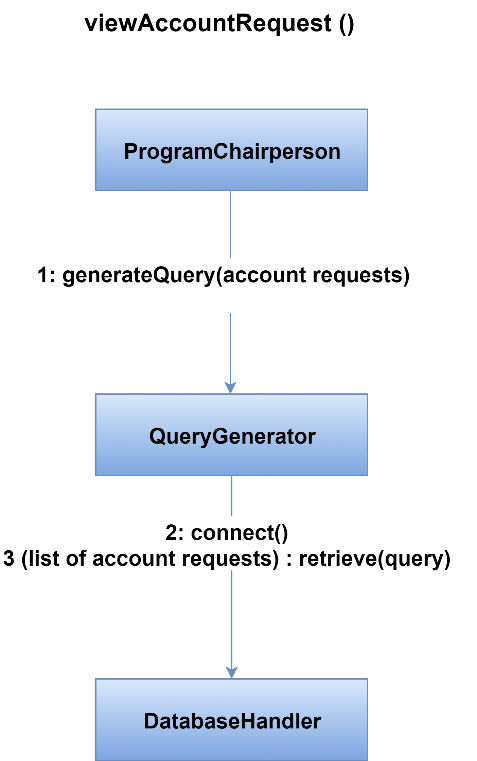 viewAccountRequest ()
ProgramChairperson
1: generateQuery(account requests)
QueryGenerator
2: connect()
3 (list of account requests) : retrieve(query)
DatabaseHandler